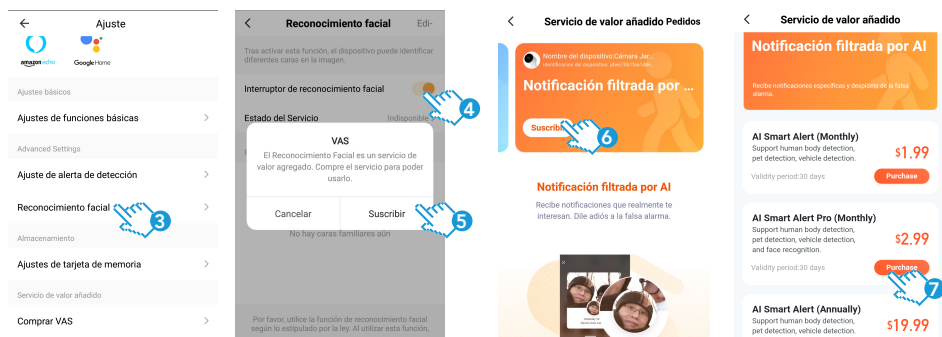 Ajuste
amazon echo
Google Home
Ajustes básicos
Ajustes de funciones básicas
Advanced Settings
Ajuste de alerta de detección
Reconocimiento facial
3
Almacenamiento
Ajustes de tarjeta de memoria
Servicio de valor añadido
Comprar VAS
Reconocimiento facial Edi-
Tras activar esta función, el dispositivo puede identificar
diferentes caras en la imagen.
Interruptor de reconocimiento facial
4
Estado del Servicio Indisponible
VAS
El Reconocimiento Facial es un servicio de
valor agregado. Compre el servicio para poder
usarlo.
Cancelar Suscribir
5
No hay caras familiares aún
Por favor, utilice la función de reconocimiento facial
según lo estipulado por la ley. Al utilizar esta función,
Servicio de valor añadido Pedidos
Nombre del dispositivo:Cámara Jar...
Notificación filtrada por ...
Suscribi
6
Notificación filtrada por AI
Recibe notificaciones que realmente te
interesan. Dile adiós a la falsa alarma.
Servicio de valor añadido
Notificación filtrada por AI
Recibe notificaciones específicas y despídete de la falsa
alarma.
AI Smart Alert (Monthly)
Support human body detection,
pet detection, vehicle detection.
$1.99
Validity period:30 days Purchase
AI Smart Alert Pro (Monthly)
Support human body detection,
pet detection, vehicle detection,
and face recognition.
$2.99
Validity period:30 days Purchase
7
AI Smart Alert (Annually)
Support human body detection,
pet detection, vehicle detection.
$19.99